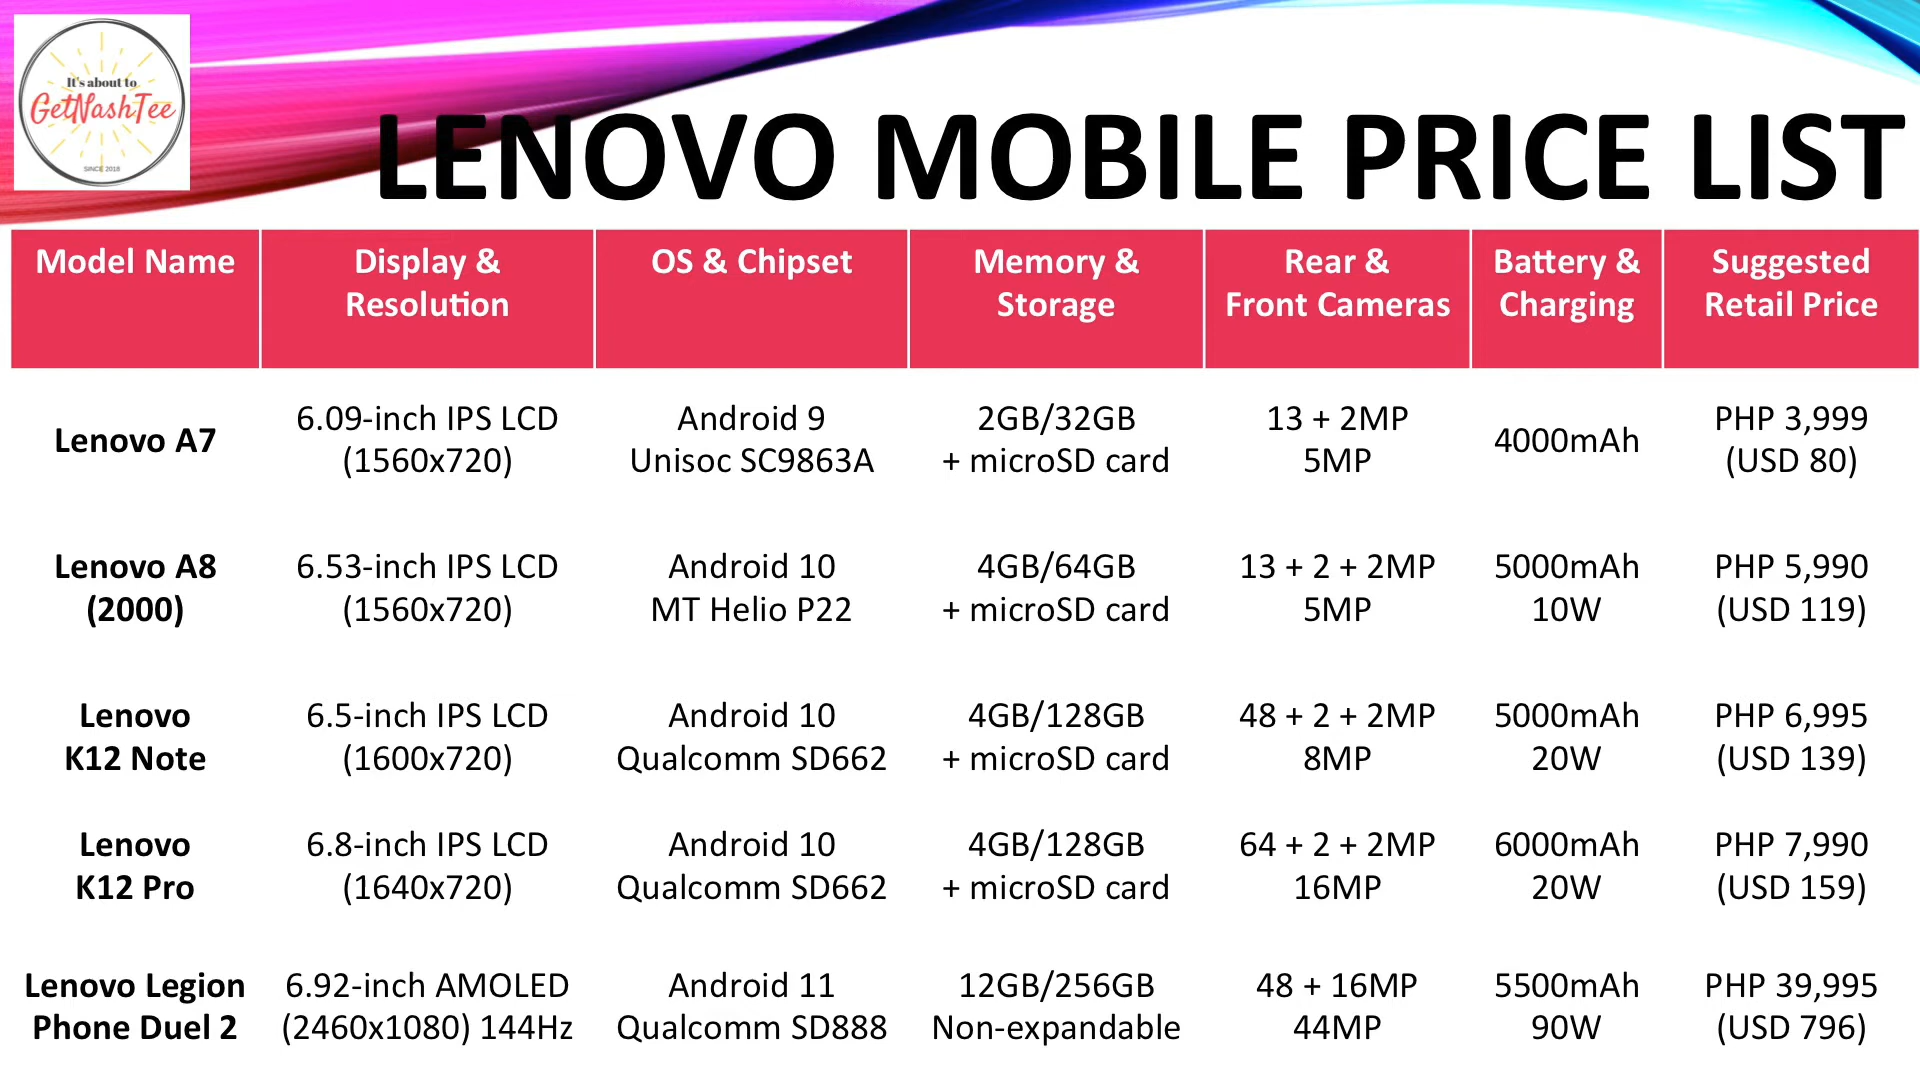 It's about to
GetNashTee
SINCE 2018
LENOVO MOBILE PRICE LIST
Model Name
Display &
Resolution
OS & Chipset
Memory &
Storage
Rear &
Front Cameras
Battery &
Charging
Suggested
Retail Price
Lenovo A7
6.09-inch IPS LCD
(1560x720)
Android 9
Unisoc SC9863A
2GB/32GB
+ microSD card
13 + 2MP
5MP
4000mAh
PHP 3,999
(USD 80)
Lenovo A8
(2000)
6.53-inch IPS LCD
(1560x720)
Android 10
MT Helio P22
4GB/64GB
+ microSD card
13 + 2 + 2MP
5MP
5000mAh
10W
PHP 5,990
(USD 119)
Lenovo
K12 Note
6.5-inch IPS LCD
(1600x720)
Android 10
Qualcomm SD662
4GB/128GB
+ microSD card
48 + 2 + 2MP
8MP
5000mAh
20W
PHP 6,995
(USD 139)
Lenovo
K12 Pro
6.8-inch IPS LCD
(1640x720)
Android 10
Qualcomm SD662
4GB/128GB
+ microSD card
64 + 2 + 2MP
16MP
6000mAh
20W
PHP 7,990
(USD 159)
Lenovo Legion
Phone Duel 2
6.92-inch AMOLED
(2460x1080) 144Hz
Android 11
Qualcomm SD888
12GB/256GB
Non-expandable
48 + 16MP
44MP
5500mAh
90W
PHP 39,995
(USD 796)